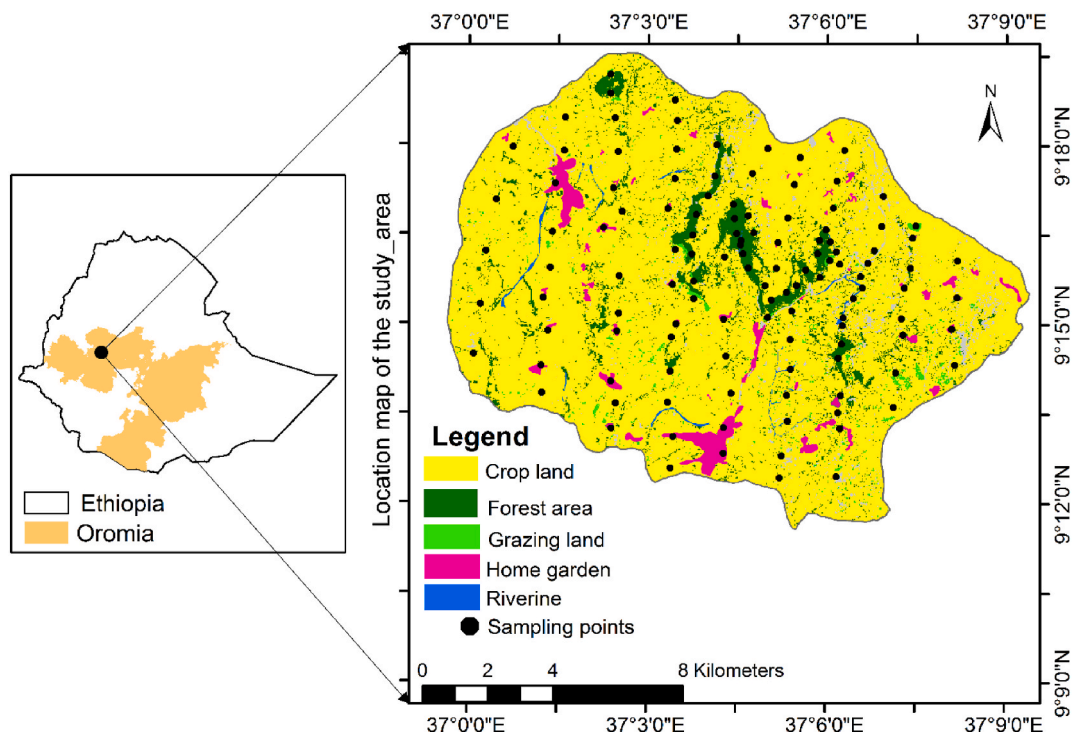 37°0'0"E 37°3'0"E 37°6'0"E 37°9'0"E
N
9°18'0"N
9°15'0"N
9°12'0"N
9°9'0"N
Location map of the study_area
Ethiopia
Oromia
Legend
Crop land
Forest area
Grazing land
Home garden
Riverine
Sampling points
0 2 4 8 Kilometers
37°0'0"E 37°3'0"E 37°6'0"E 37°9'0"E